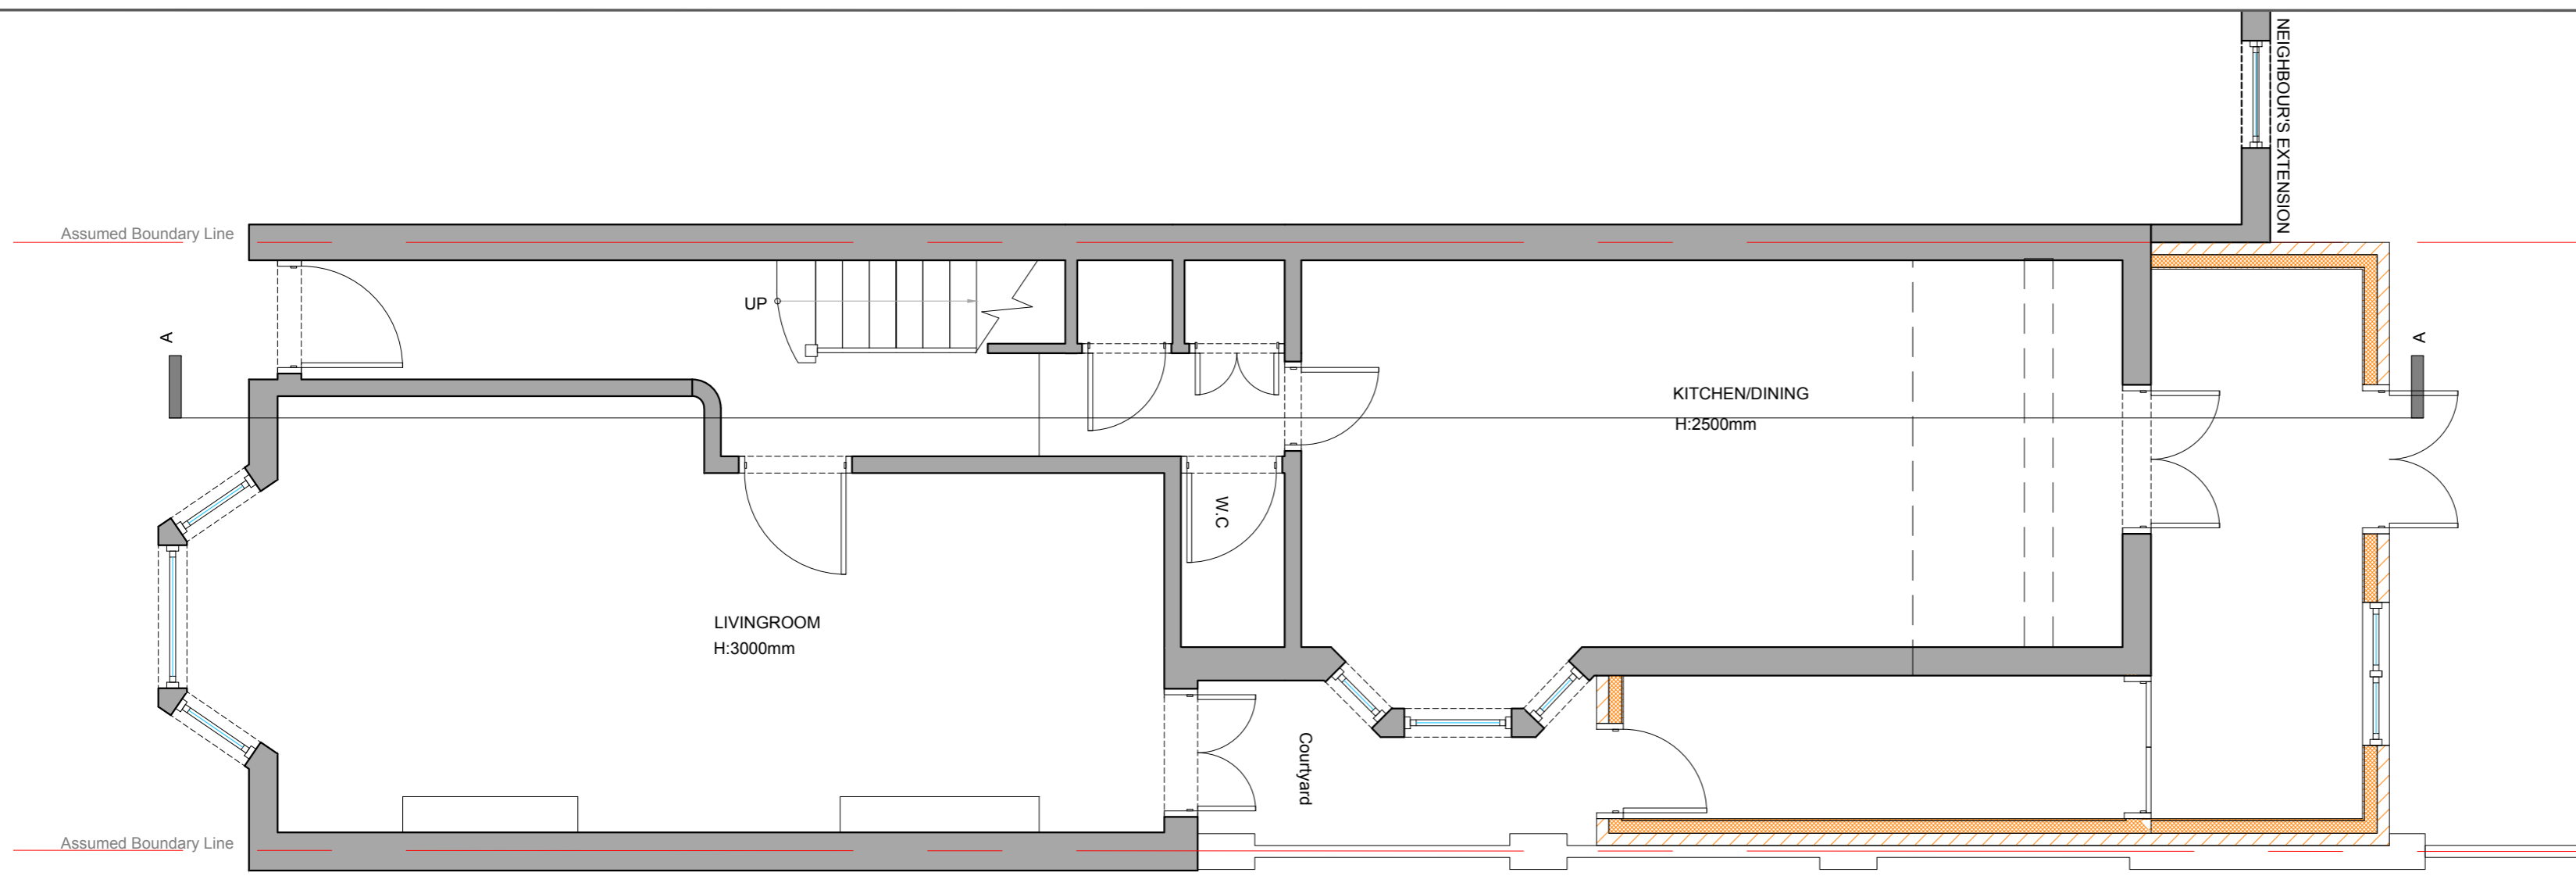 NEIGHBOUR'S EXTENSION
Assumed Boundary Line
UP
A
A
KITCHEN/DINING
H:2500mm
W.C
LIVINGROOM
H:3000mm
Courtyard
Assumed Boundary Line